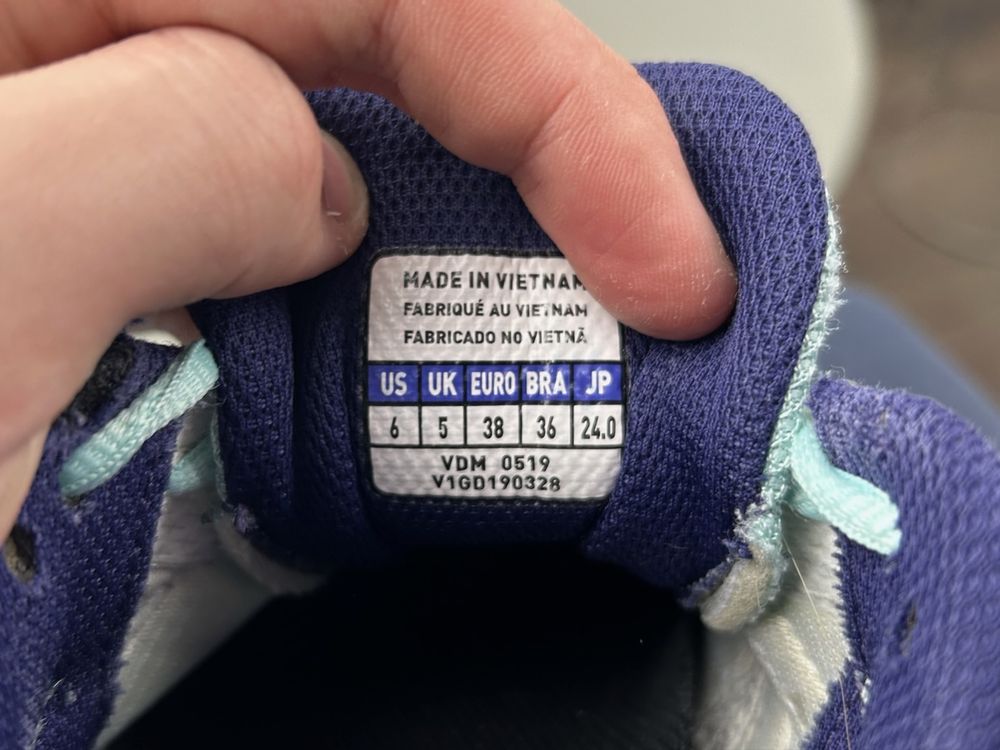 MADE IN VIETNAM
FABRIQUÉ AU VIETNAM
FABRICADO NO VIETNÃ
US UK EURO BRA JP
6 5 38 36 24.0
VDM 0519
V1GD190328